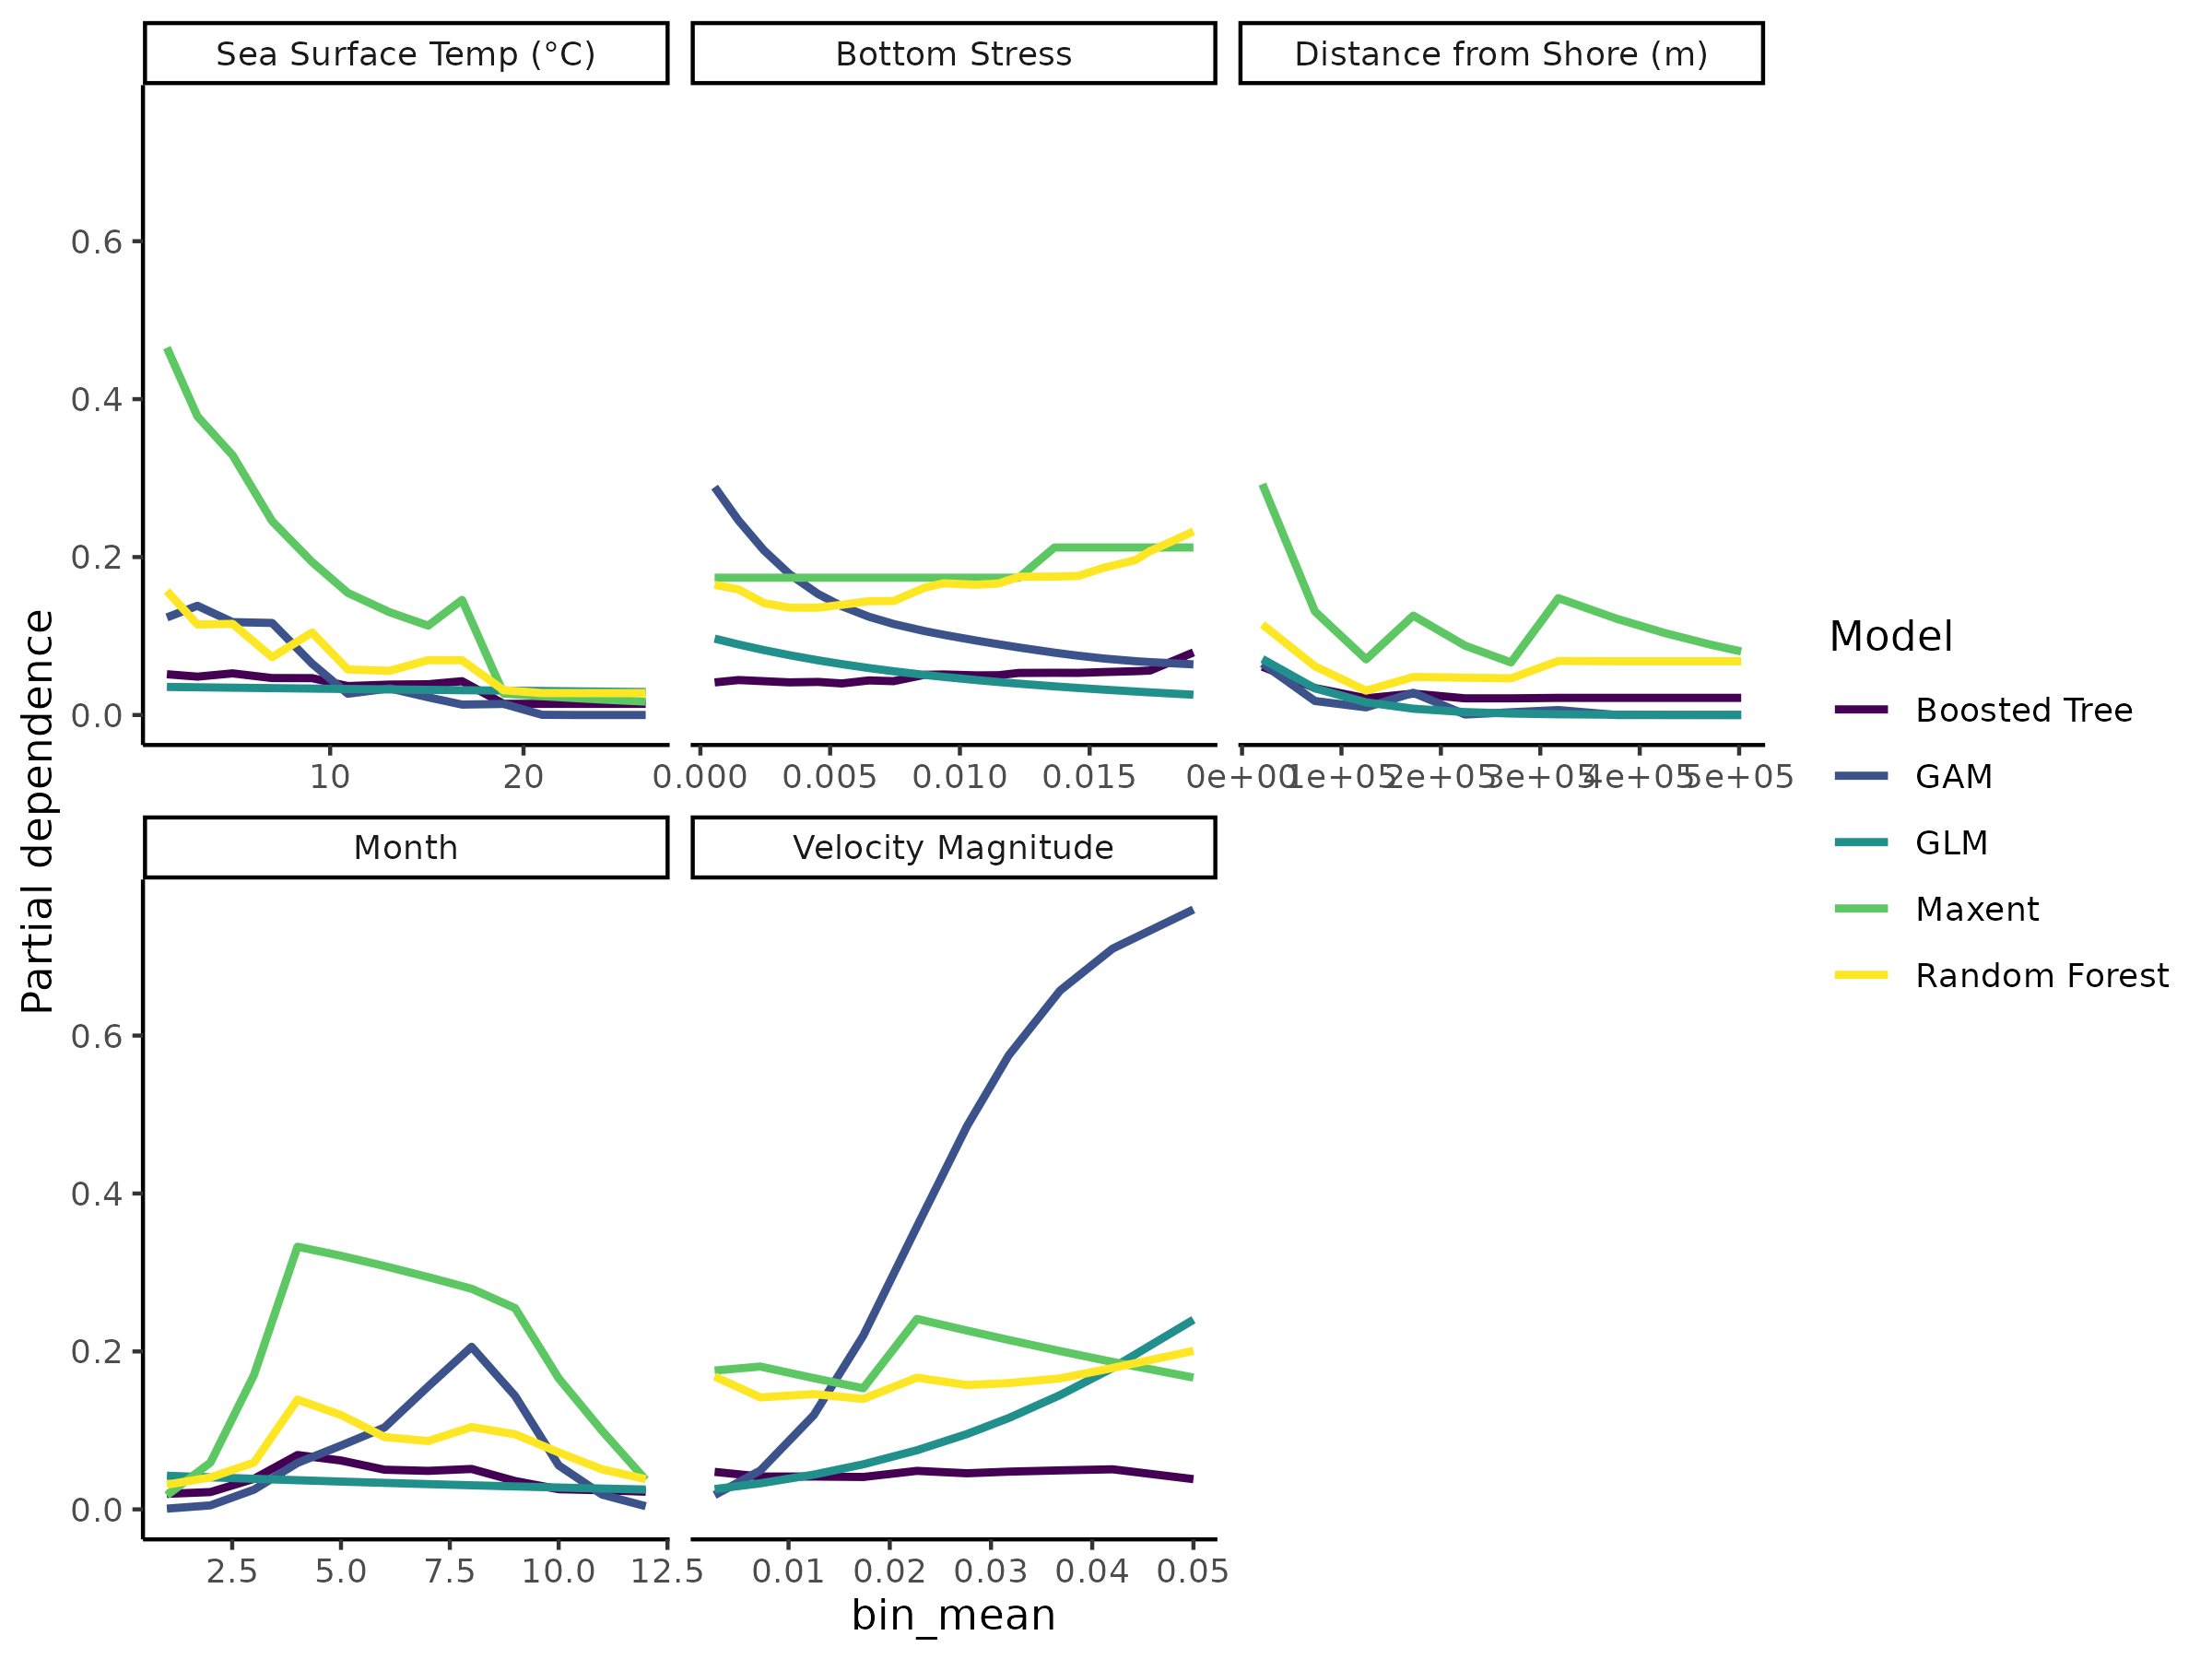 Sea Surface Temp (°C)
Bottom Stress
Distance from Shore (m)
0.6
0.4
0.2
0.0
10 20
0.000 0.005 0.010 0.015
0e+00 1e+05 2e+05 3e+05 4e+05 5e+05
Month
Velocity Magnitude
0.6
0.4
0.2
0.0
2.5 5.0 7.5 10.0 12.5
0.01 0.02 0.03 0.04 0.05
bin_mean
Partial dependence
Model
Boosted Tree
GAM
GLM
Maxent
Random Forest